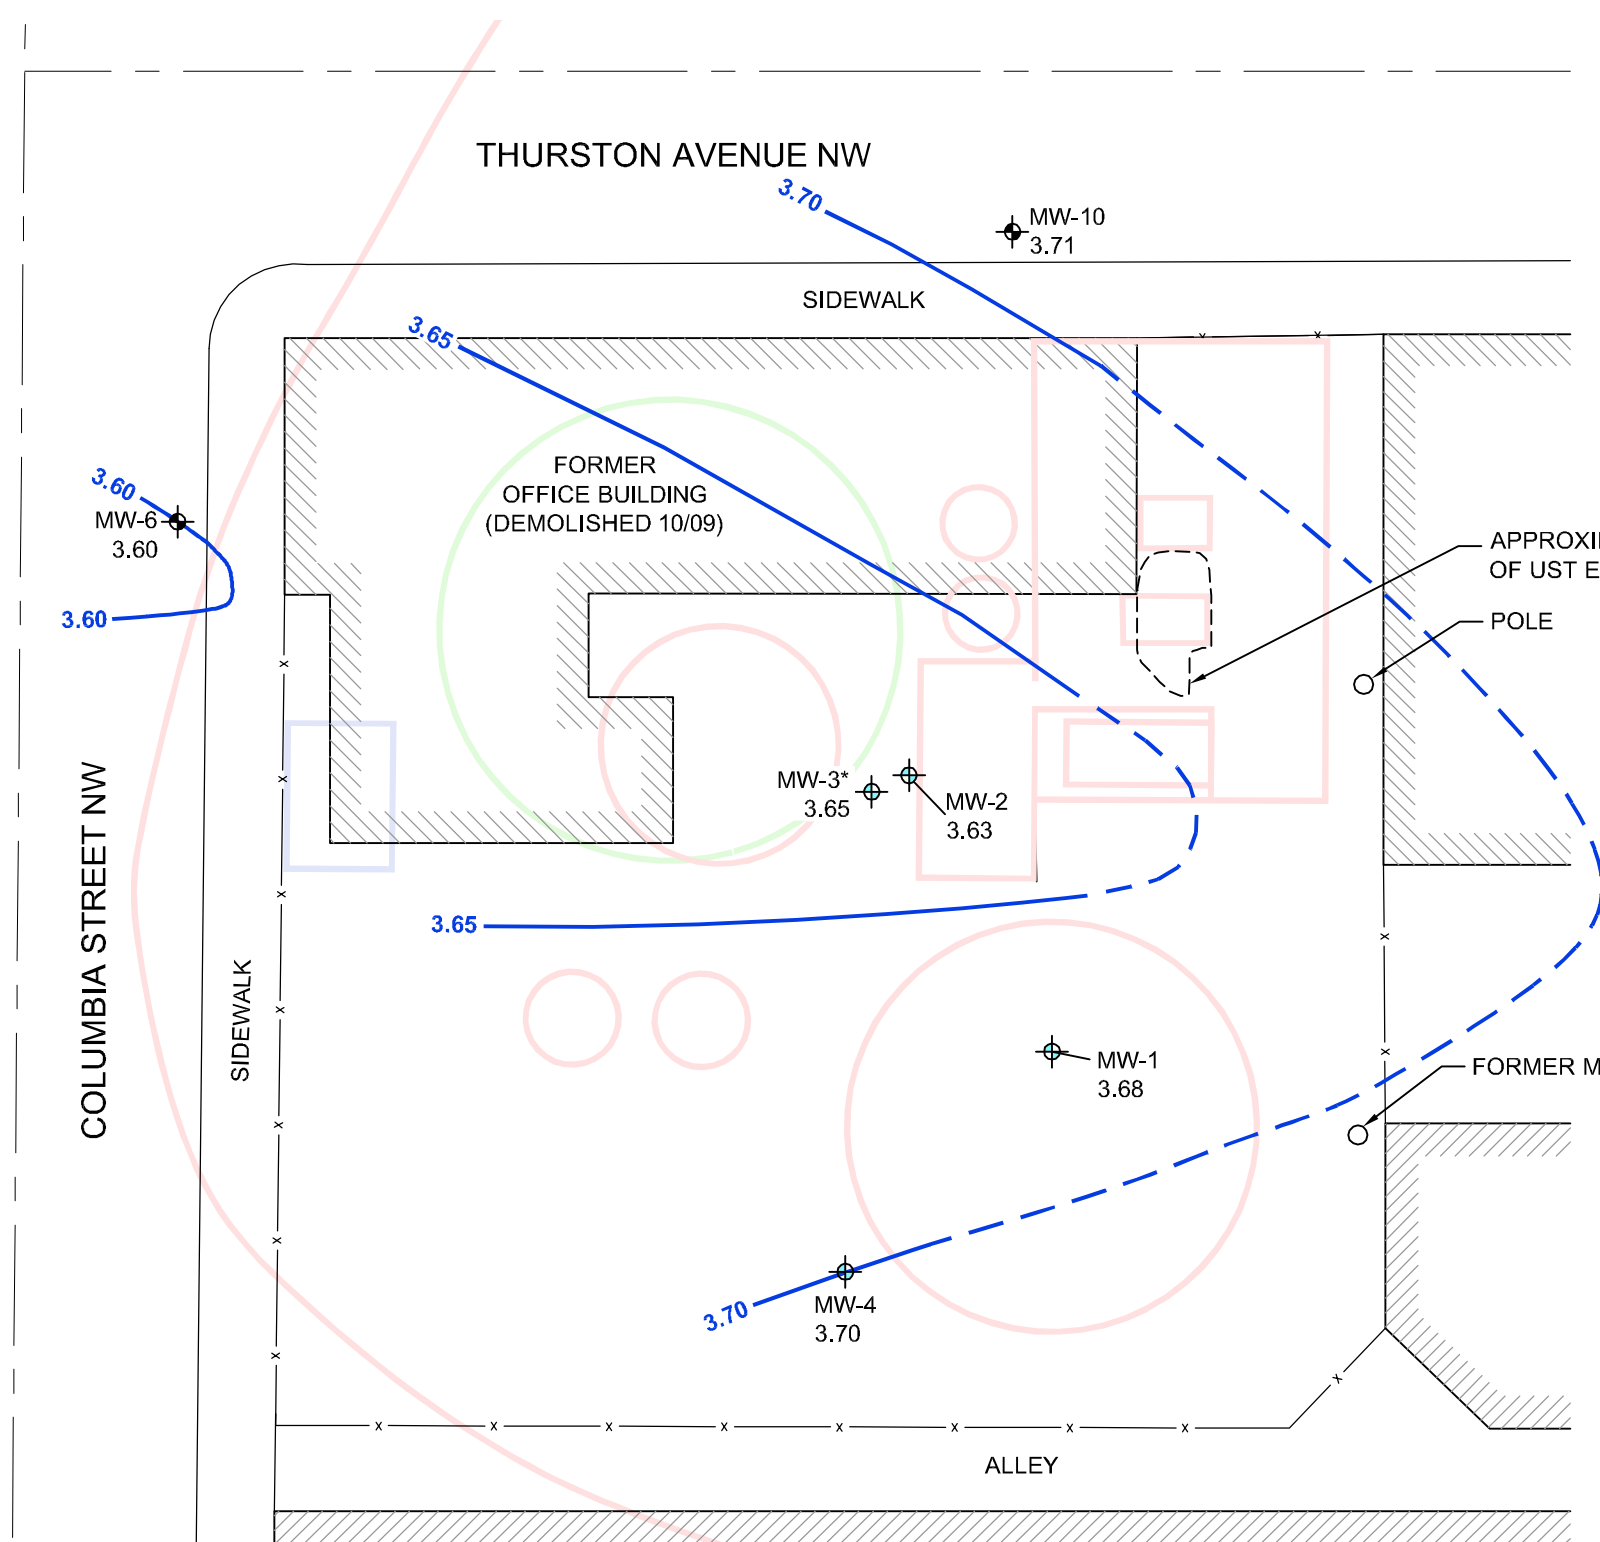 THURSTON AVENUE NW
3.70
MW-10
3.71
SIDEWALK
3.65
FORMER
OFFICE BUILDING
(DEMOLISHED 10/09)
3.60
MW-6
3.60
3.60
APPROXI
OF UST E
POLE
MW-3*
3.65
MW-2
3.63
COLUMBIA STREET NW
SIDEWALK
3.65
MW-1
3.68
FORMER M
3.70
MW-4
3.70
ALLEY